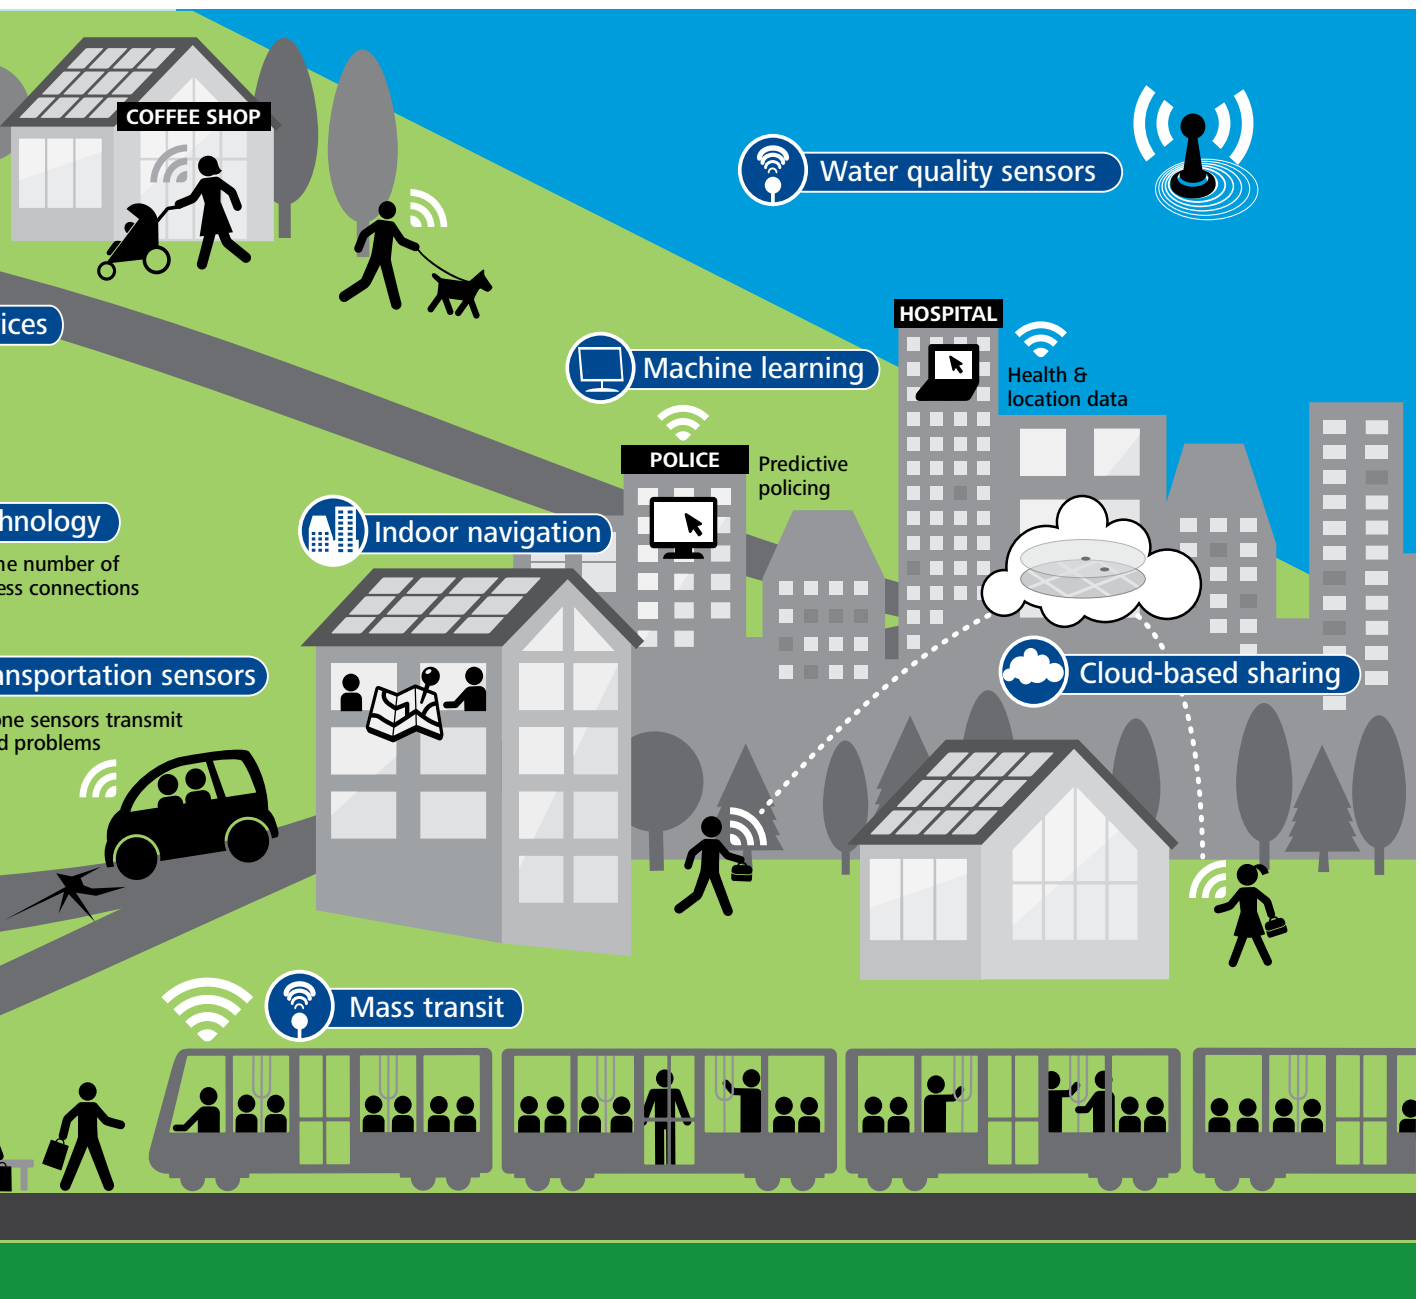 COFFEE SHOP
Water quality sensors
ices
HOSPITAL
Health &
location data
Machine learning
POLICE
Predictive
policing
hnology
ne number of
ess connections
Indoor navigation
ansportation sensors
one sensors transmit
d problems
Cloud-based sharing
Mass transit